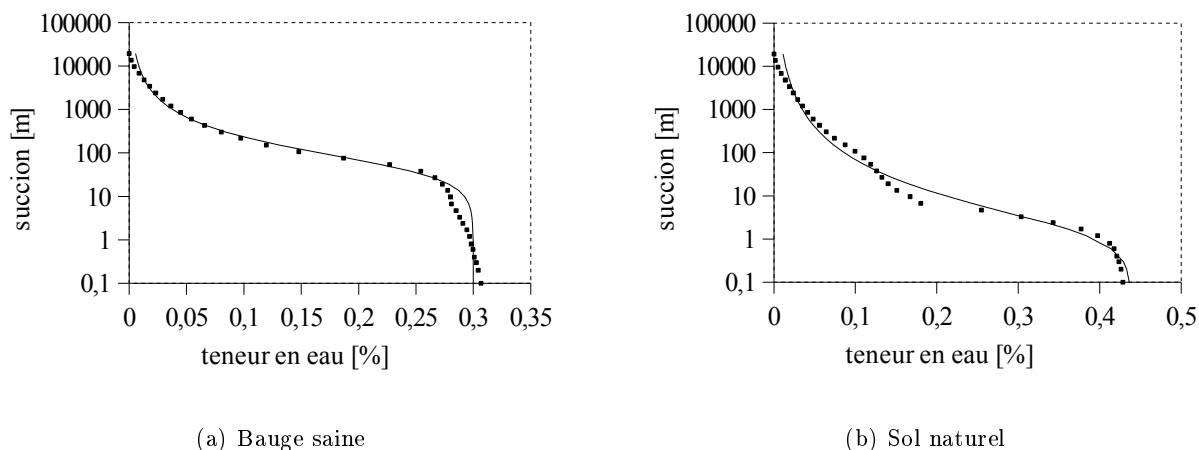 100000
10000
1000
100
10
1
0,1
succion [m]
0 0,05 0,1 0,15 0,2 0,25 0,3 0,35
teneur en eau [%]
(a) Bauge saine
100000
10000
1000
100
10
1
0,1
succion [m]
0 0,1 0,2 0,3 0,4 0,5
teneur en eau [%]
(b) Sol naturel